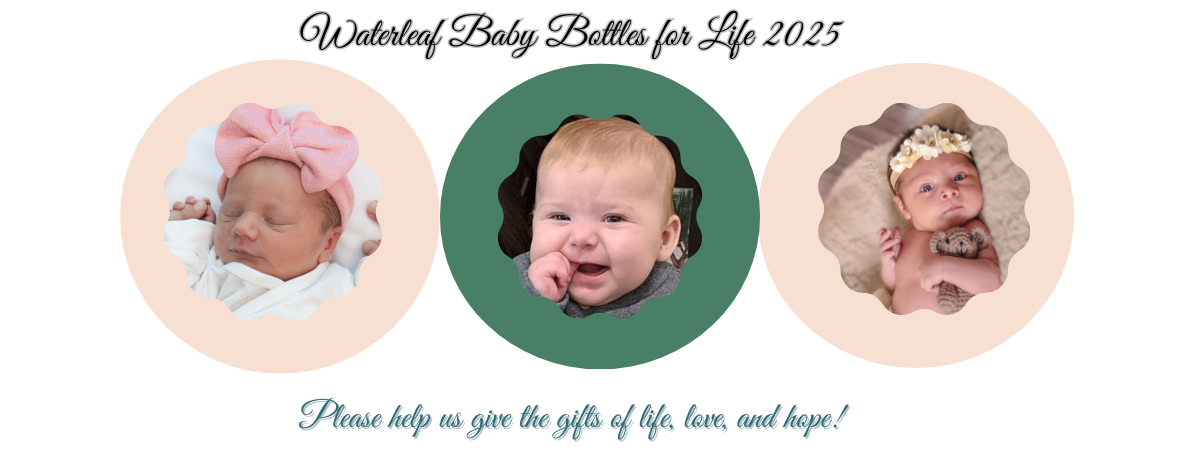 Waterleaf Baby Bottles for Life 2025
Please help us give the gifts of life, love, and hope!